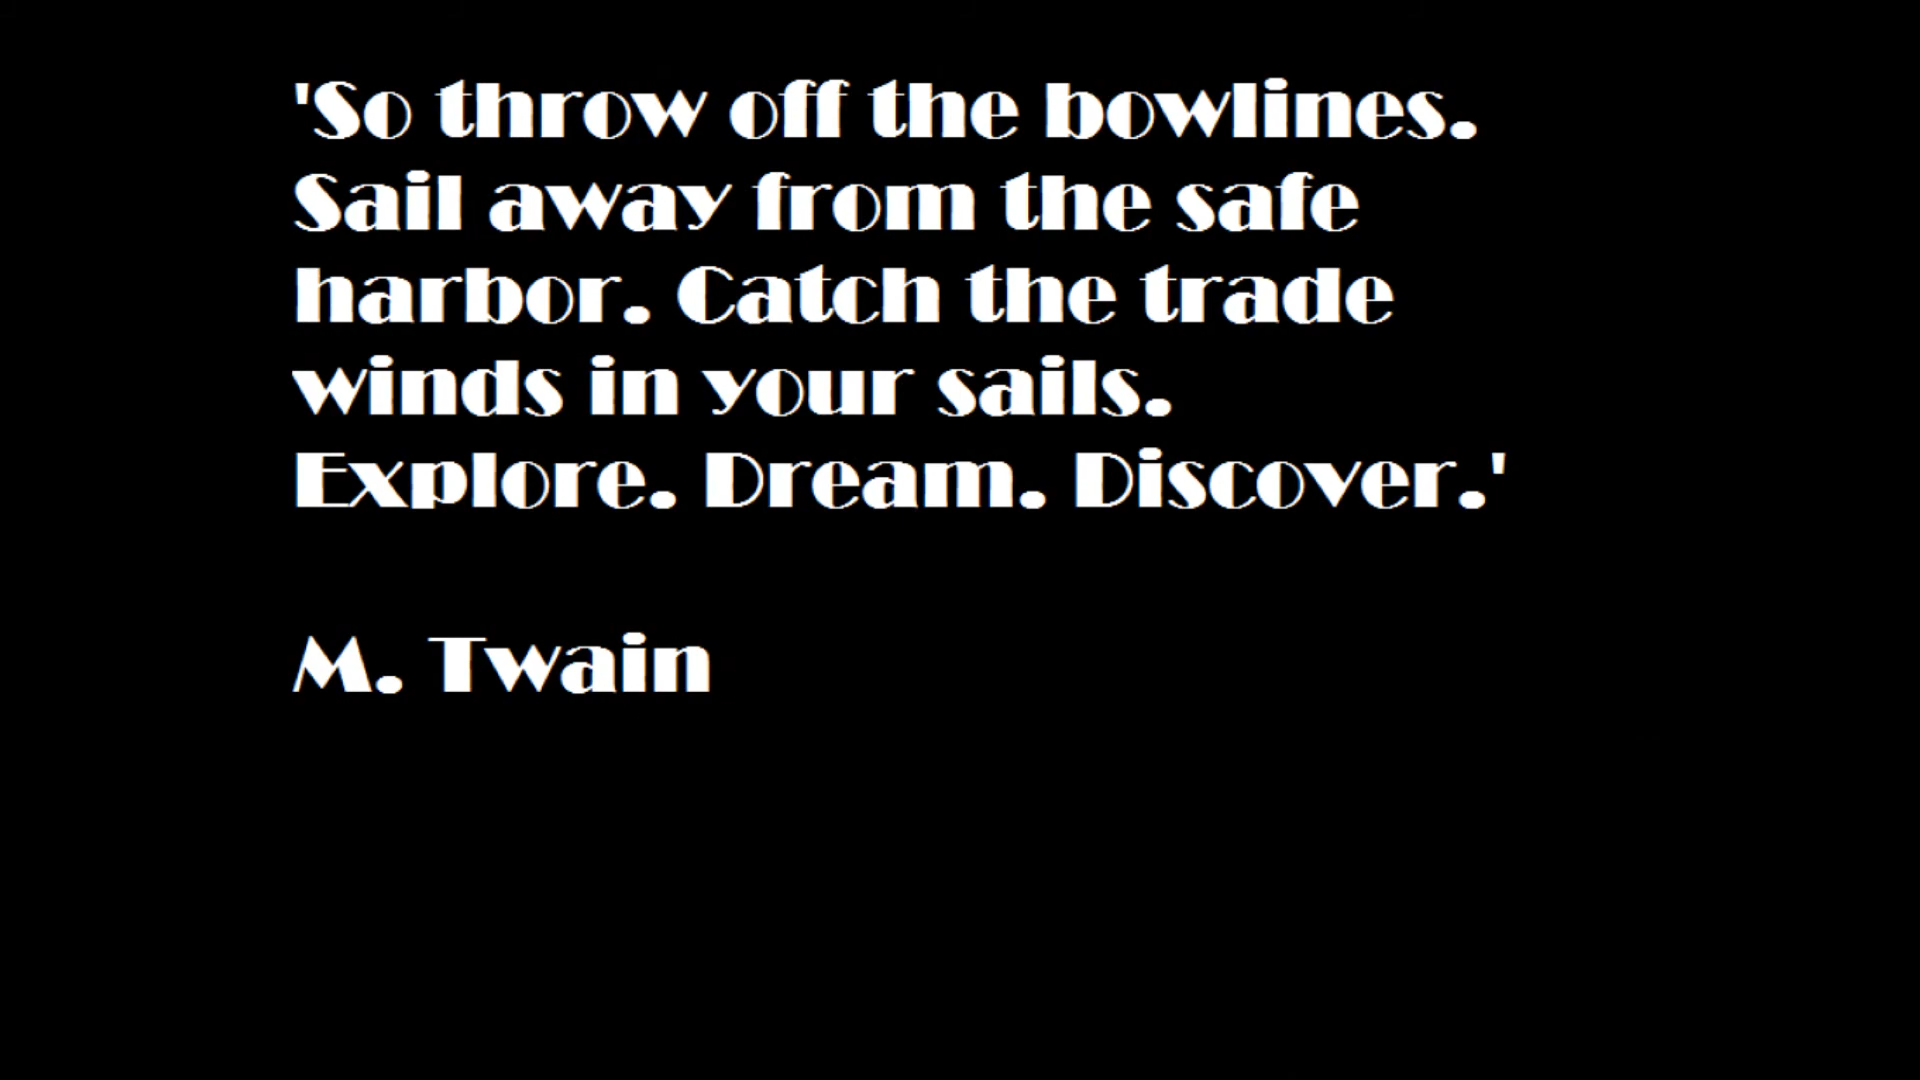 'So throw off the bowlines.
Sail away from the safe
harbor. Catch the trade
winds in your sails.
Explore. Dream. Discover.'
M. Twain